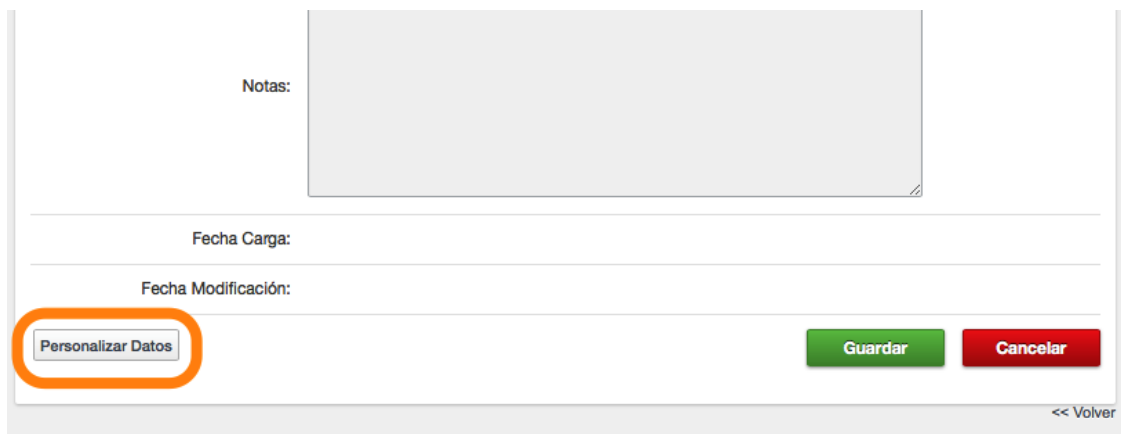 Notas:
Fecha Carga:
Fecha Modificación:
Personalizar Datos
Guardar
Cancelar
<< Volver